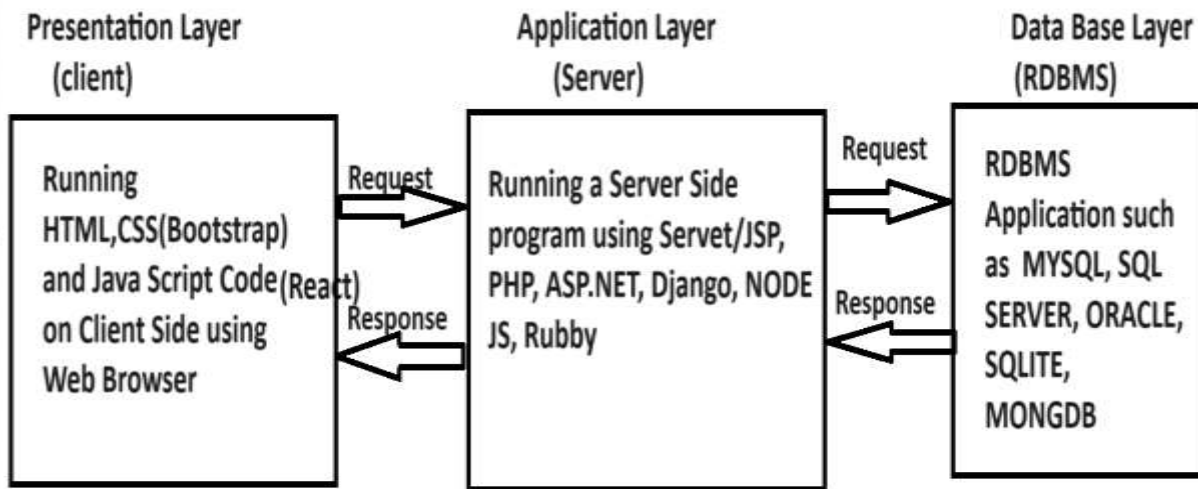 Presentation Layer
(client)
Running
HTML,CSS(Bootstrap)
and Java Script Code(React)
on Client Side using
Web Browser
Request
Response
Application Layer
(Server)
Running a Server Side
program using Servet/JSP,
PHP, ASP.NET, Django, NODE
JS, Rubby
Request
Response
Data Base Layer
(RDBMS)
RDBMS
Application such
as MYSQL, SQL
SERVER, ORACLE,
SQLITE,
MONGDB